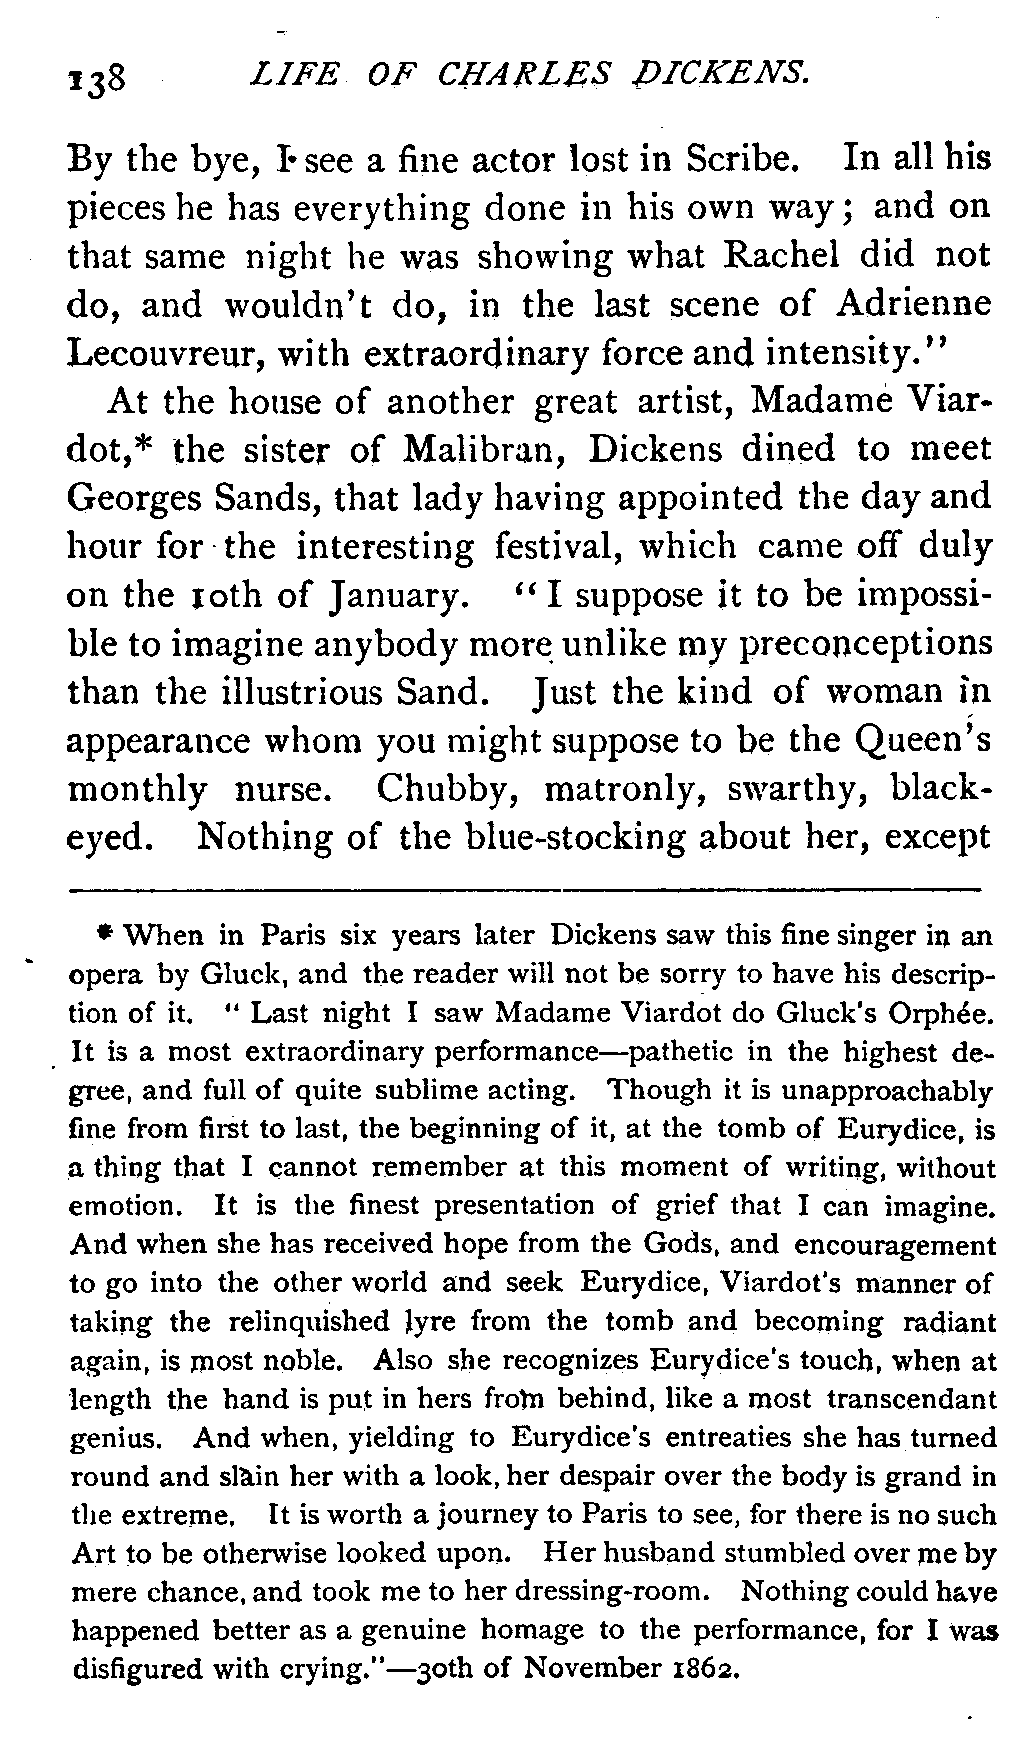 138 LIFE OF CHARLES DICKENS.
By the bye, I see a fine actor lost in Scribe. In all his
pieces he has everything done in his own way; and on
that same night he was showing what Rachel did not
do, and wouldn't do, in the last scene of Adrienne
Lecouvreur, with extraordinary force and intensity."
At the house of another great artist, Madame Viar-
dot,* the sister of Malibran, Dickens dined to meet
Georges Sands, that lady having appointed the day and
hour for the interesting festival, which came off duly
on the 10th of January. "I suppose it to be impossi-
ble to imagine anybody more unlike my preconceptions
than the illustrious Sand. Just the kind of woman in
appearance whom you might suppose to be the Queen's
monthly nurse. Chubby, matronly, swarthy, black-
eyed. Nothing of the blue-stocking about her, except
* When in Paris six years later Dickens saw this fine singer in an
opera by Gluck, and the reader will not be sorry to have his descrip-
tion of it. "Last night I saw Madame Viardot do Gluck's Orphée.
It is a most extraordinary performance—pathetic in the highest de-
gree, and full of quite sublime acting. Though it is unapproachably
fine from first to last, the beginning of it, at the tomb of Eurydice, is
a thing that I cannot remember at this moment of writing, without
emotion. It is the finest presentation of grief that I can imagine.
And when she has received hope from the Gods, and encouragement
to go into the other world and seek Eurydice, Viardot's manner of
taking the relinquished lyre from the tomb and becoming radiant
again, is most noble. Also she recognizes Eurydice's touch, when at
length the hand is put in hers from behind, like a most transcendant
genius. And when, yielding to Eurydice's entreaties she has turned
round and slain her with a look, her despair over the body is grand in
the extreme. It is worth a journey to Paris to see, for there is no such
Art to be otherwise looked upon. Her husband stumbled over me by
mere chance, and took me to her dressing-room. Nothing could have
happened better as a genuine homage to the performance, for I was
disfigured with crying."—30th of November 1862.